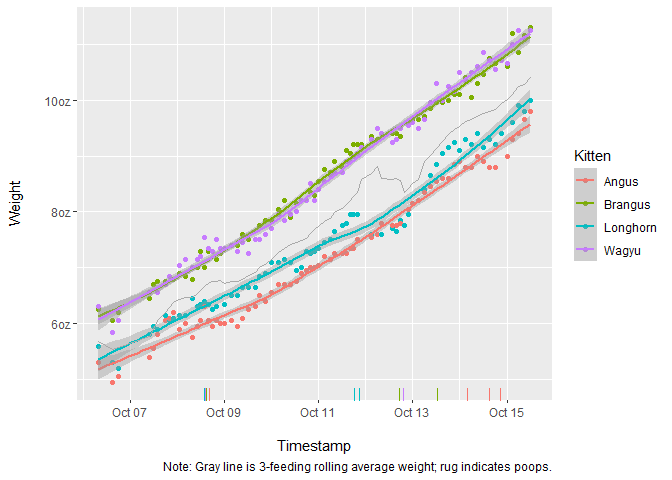 Weight
10oz
8oz
6oz
Oct 07 Oct 09 Oct 11 Oct 13 Oct 15
Timestamp
Note: Gray line is 3-feeding rolling average weight; rug indicates poops.
Kitten
Angus
Brangus
Longhorn
Wagyu